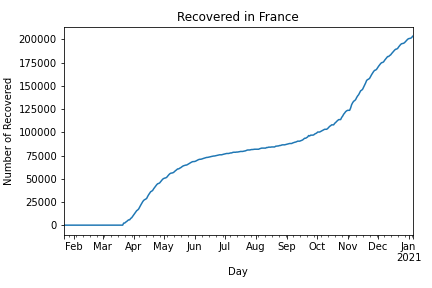 Recovered in France
Number of Recovered
200000
175000
150000
125000
100000
75000
50000
25000
0
Feb Mar Apr May Jun Jul Aug Sep Oct Nov Dec Jan
2021
Day